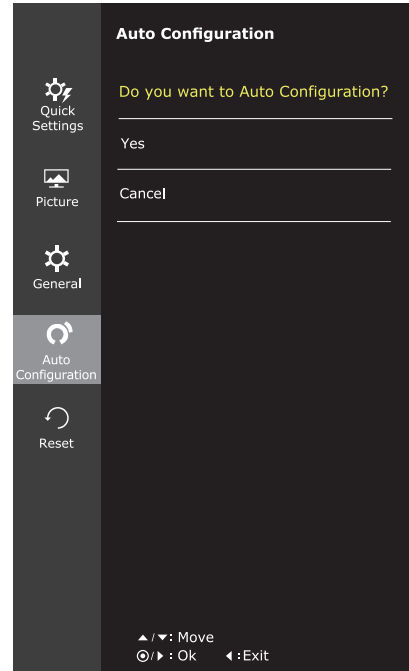 Auto Configuration
Do you want to Auto Configuration?
Yes
Cancel
Quick
Settings
Picture
General
Auto
Configuration
Reset
▲/▼: Move
◉/▶ : Ok ◀ :Exit